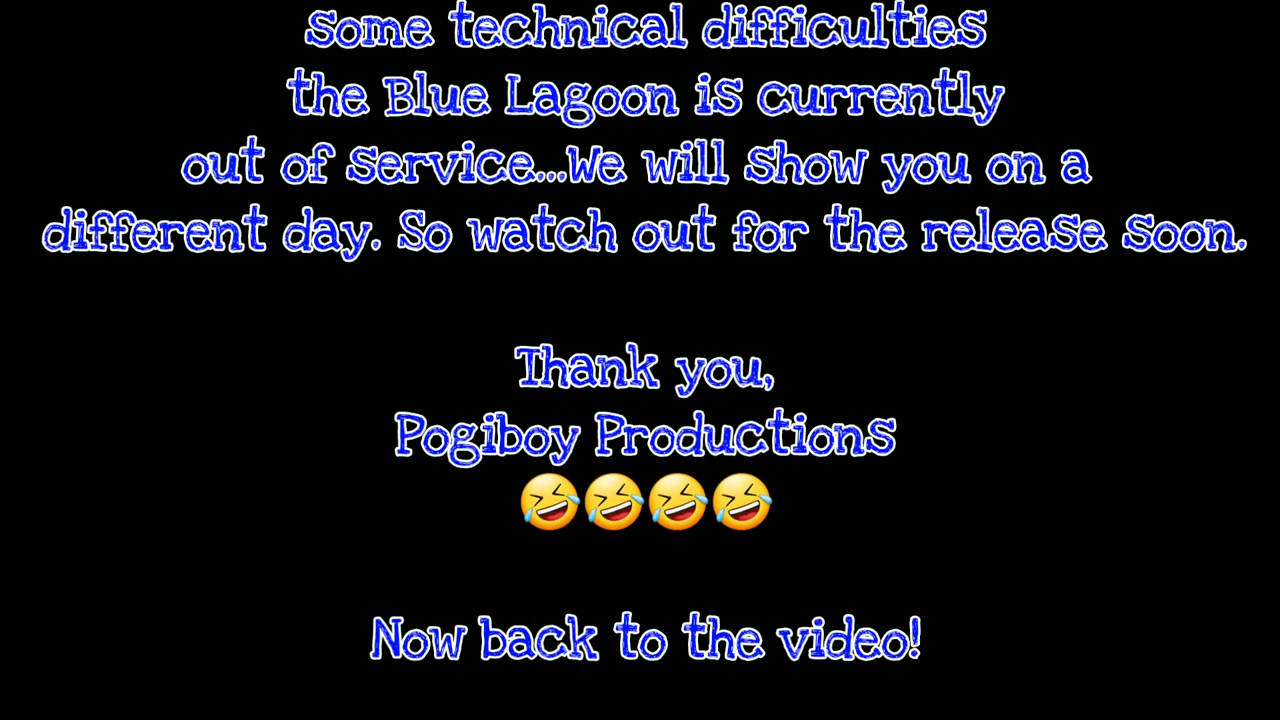 some technical difficulties
the Blue Lagoon is currently
out of service...We will show you on a
different day. So watch out for the release soon.
Thank you,
Pogiboy Productions
🤣🤣🤣🤣
Now back to the video!